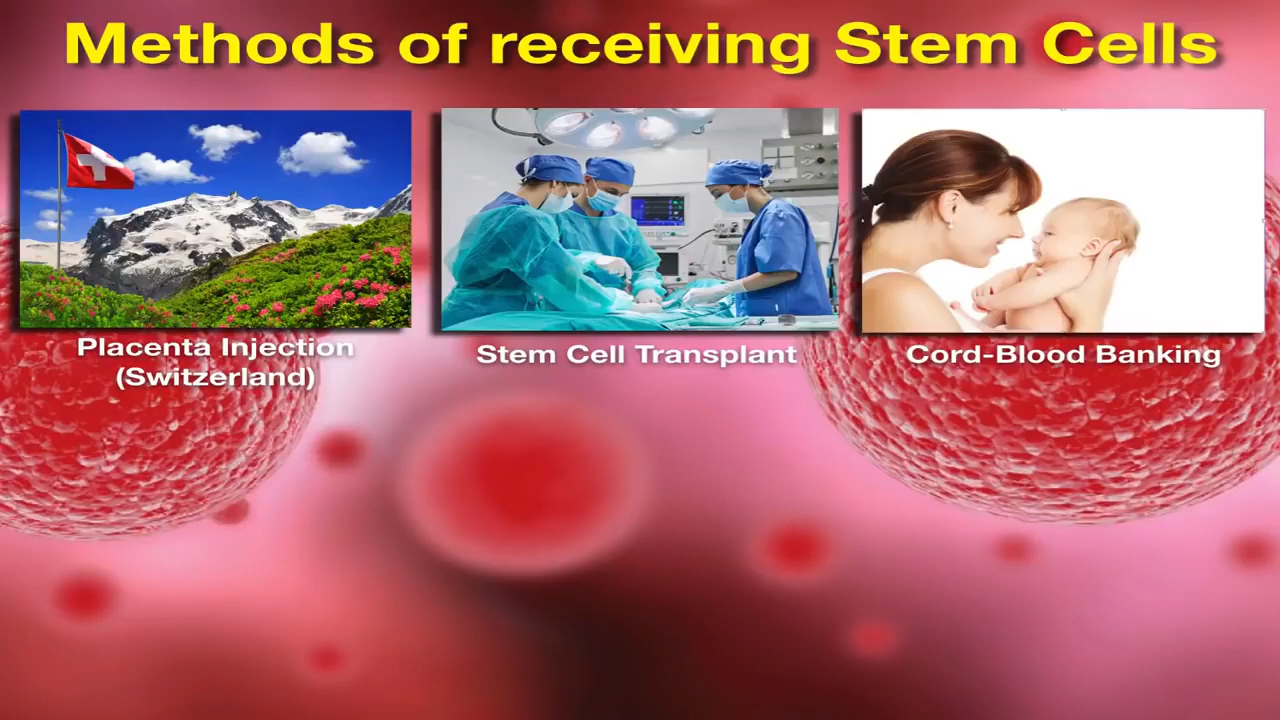 Methods of receiving Stem Cells
Placenta Injection
(Switzerland)
Stem Cell Transplant
Cord-Blood Banking